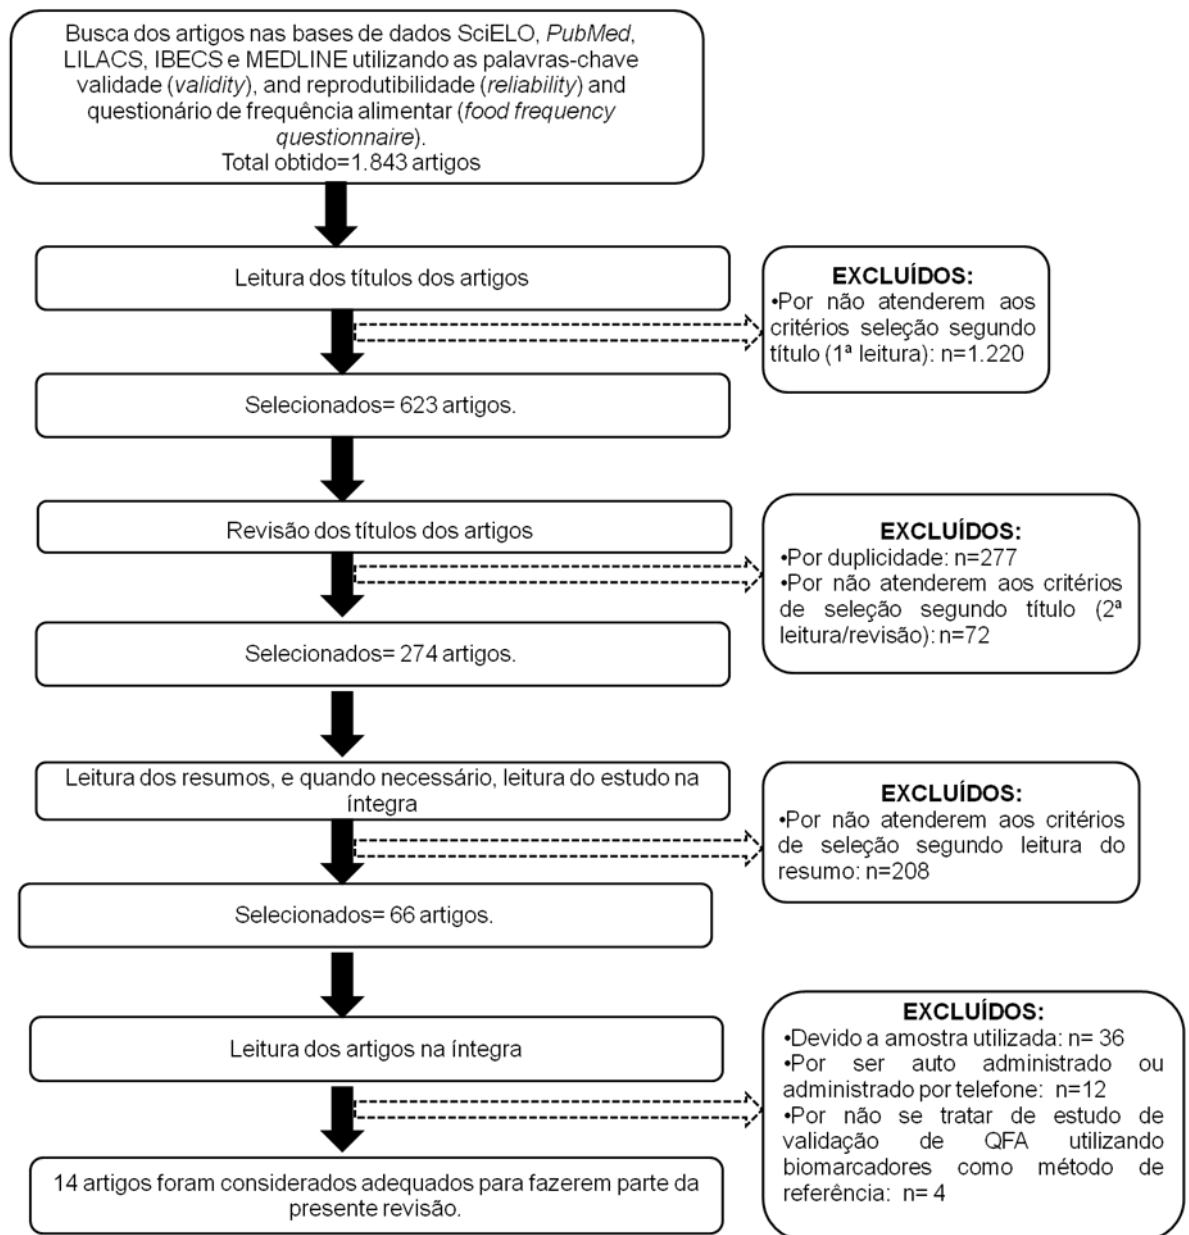 Busca dos artigos nas bases de dados SciELO, PubMed,
LILACS, IBECS e MEDLINE utilizando as palavras-chave
validade (validity), and reprodutibilidade (reliability) and
questionário de frequência alimentar (food frequency
questionnaire).
Total obtido=1.843 artigos
Leitura dos títulos dos artigos
EXCLUÍDOS:
•Por não atenderem aos
critérios seleção segundo
título (1ª leitura): n=1.220
Selecionados= 623 artigos.
Revisão dos títulos dos artigos
EXCLUÍDOS:
•Por duplicidade: n=277
•Por não atenderem aos critérios
de seleção segundo título (2ª
leitura/revisão): n=72
Selecionados= 274 artigos.
Leitura dos resumos, e quando necessário, leitura do estudo na
íntegra
EXCLUÍDOS:
•Por não atenderem aos critérios
de seleção segundo leitura do
resumo: n=208
Selecionados= 66 artigos.
Leitura dos artigos na íntegra
EXCLUÍDOS:
•Devido a amostra utilizada: n= 36
•Por ser auto administrado ou
administrado por telefone: n=12
•Por não se tratar de estudo de
validação de QFA utilizando
biomarcadores como método de
referência: n= 4
14 artigos foram considerados adequados para fazerem parte da
presente revisão.